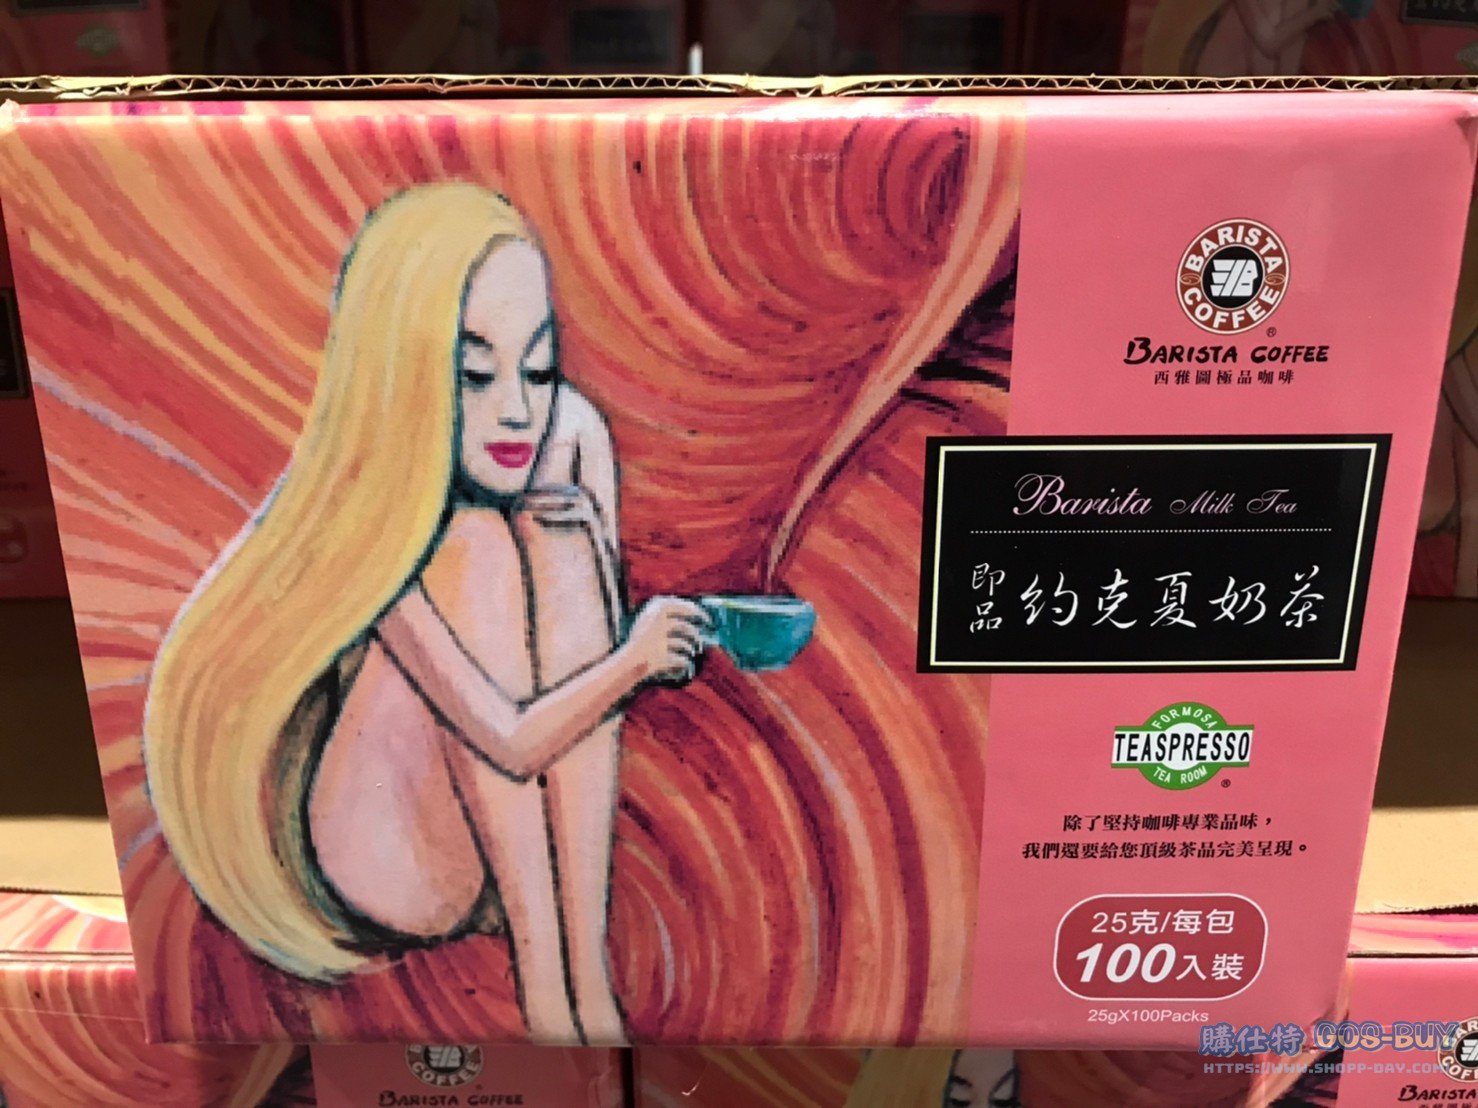 BARISTA
COFFEE
®
BARISTA COFFEE
西雅圖極品咖啡
Barista Milk Tea
即品 約克夏奶茶
FORMOSA
TEASPRESSO
TEA ROOM
®
除了堅持咖啡專業品味，
我們還要給您頂級茶品完美呈現。
25克/每包
100入裝
25gX100Packs
購仕特 GOS-BUY
HTTPS://WWW.SHOPP-DAY.COM
COFFEE
BARISTA COFFEE
BARISTA